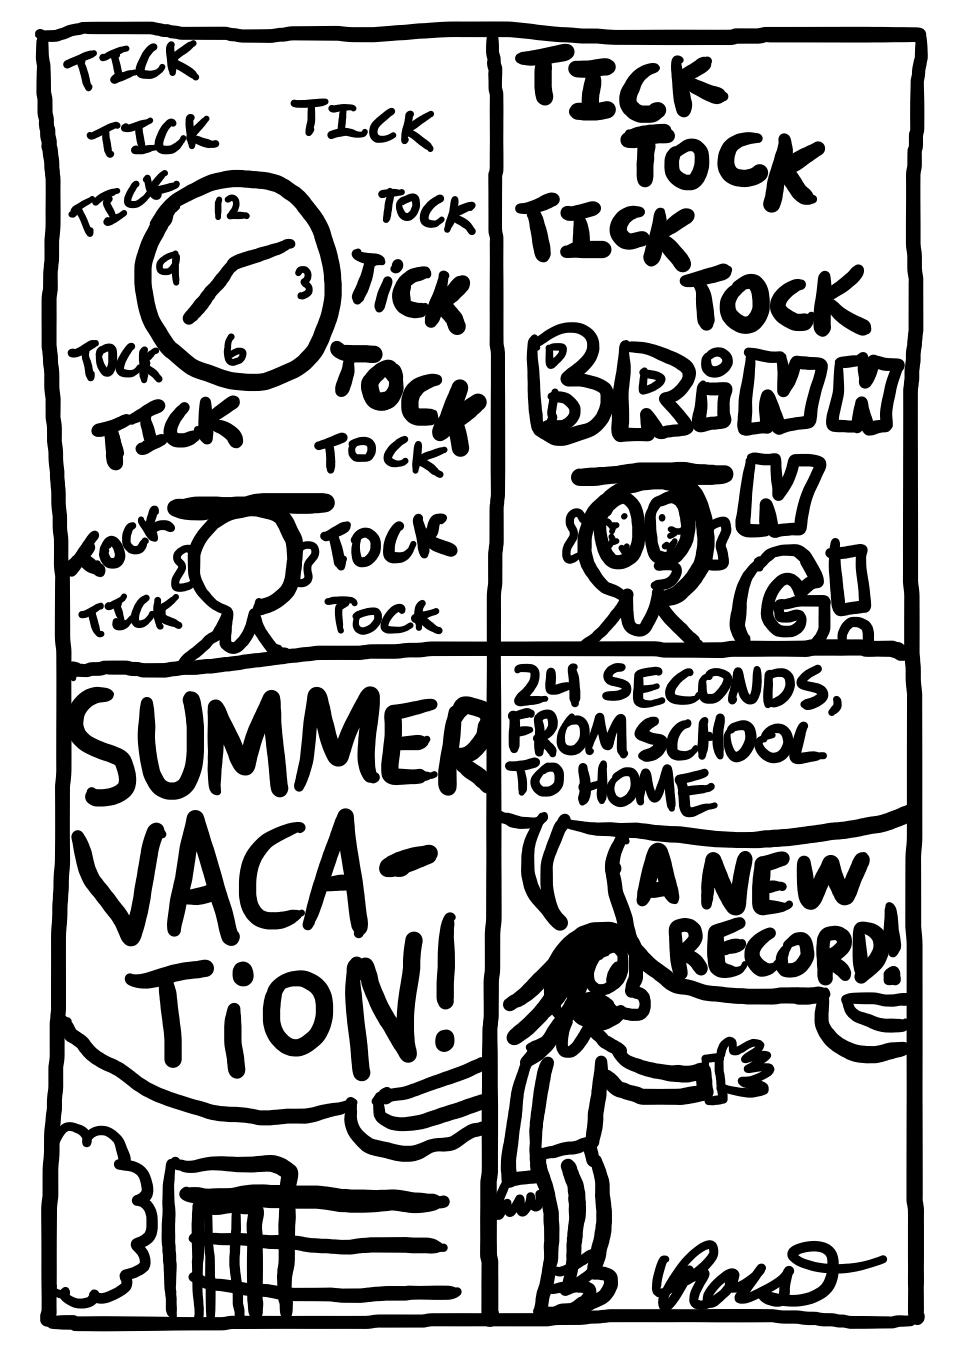 TICK
TICK
TICK
TICK
12
9
3
6
TOCK
TiCK
TOCK
TOCK
TICK
TOCK
TOCK
TOCK
TICK
TOCK
TICK
TOCK
TICK
TOCK
BRiNN
N
G!
SUMMER
VACA-
TiON!
24 SECONDS,
FROM SCHOOL
TO HOME
A NEW
RECORD!
Ross